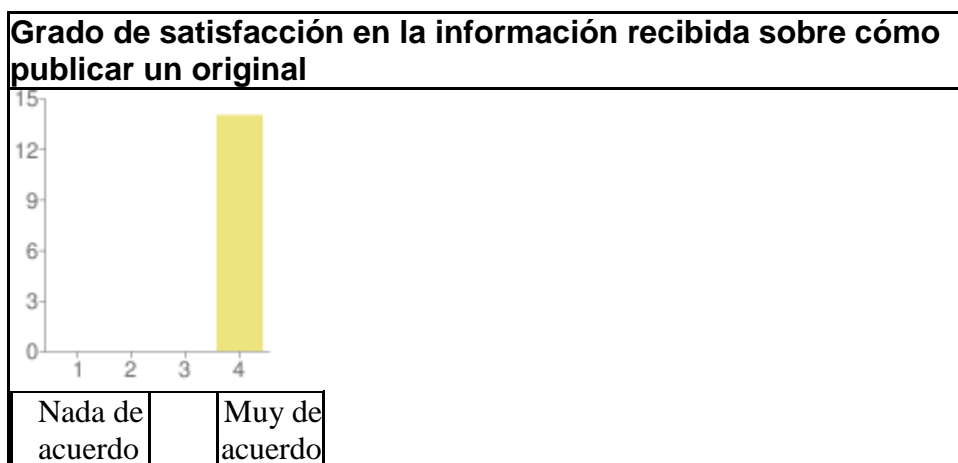 Grado de satisfacción en la información recibida sobre cómo
publicar un original
15
12
9
6
3
0
1 2 3 4
Nada de Muy de
acuerdo acuerdo